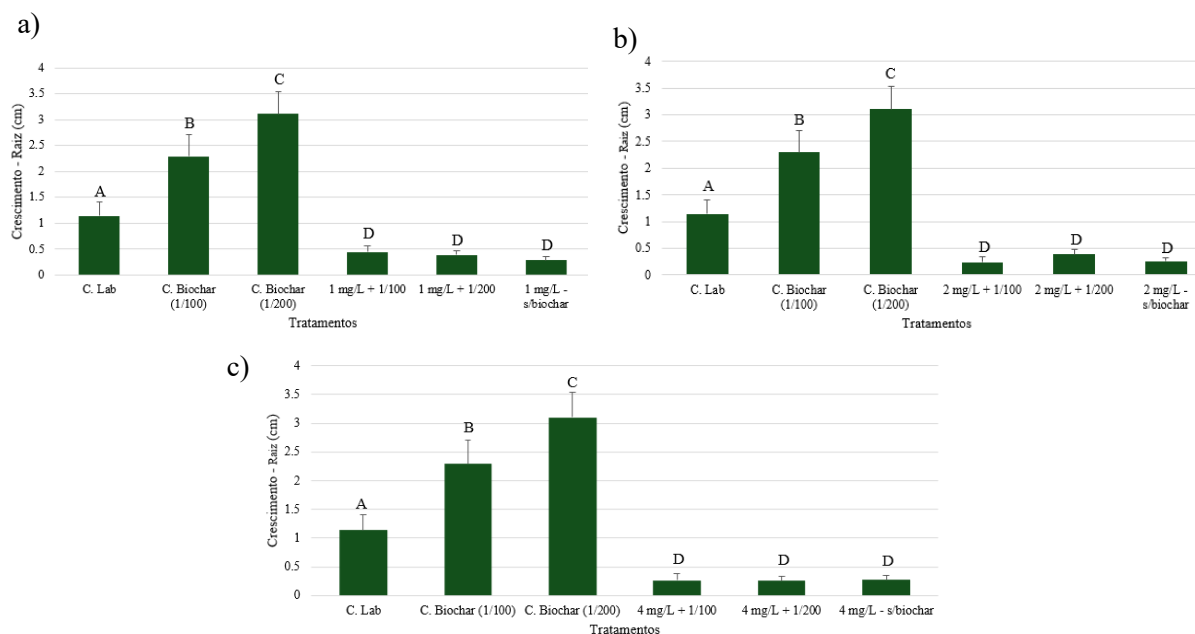 a)
Crescimento - Raiz (cm)
4
3.5
3
2.5
2
1.5
1
0.5
0
A
B
C
D
D
D
C. Lab
C. Biochar (1/100)
C. Biochar (1/200)
1 mg/L + 1/100
1 mg/L + 1/200
1 mg/L - s/biochar
Tratamentos
b)
Crescimento - Raiz (cm)
4
3.5
3
2.5
2
1.5
1
0.5
0
A
B
C
D
D
D
C. Lab
C. Biochar (1/100)
C. Biochar (1/200)
2 mg/L + 1/100
2 mg/L + 1/200
2 mg/L - s/biochar
Tratamentos
c)
Crescimento - Raiz (cm)
4
3.5
3
2.5
2
1.5
1
0.5
0
A
B
C
D
D
D
C. Lab
C. Biochar (1/100)
C. Biochar (1/200)
4 mg/L + 1/100
4 mg/L + 1/200
4 mg/L - s/biochar
Tratamentos